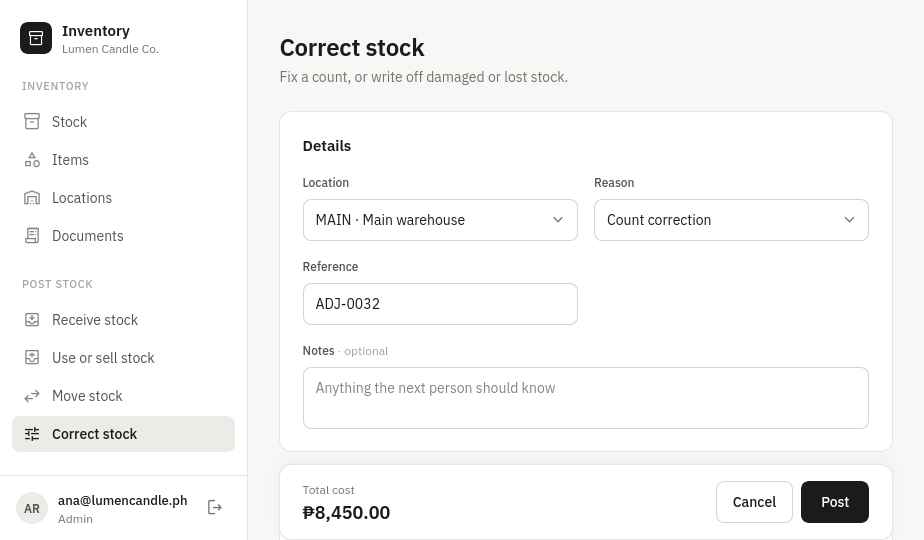 Inventory
Lumen Candle Co.
INVENTORY
Stock
Items
Locations
Documents
POST STOCK
Receive stock
Use or sell stock
Move stock
Correct stock
AR
ana@lumencandle.ph
Admin
Correct stock
Fix a count, or write off damaged or lost stock.
Details
Location
Reason
MAIN · Main warehouse
Count correction
Reference
ADJ-0032
Notes · optional
Anything the next person should know
Total cost
₱8,450.00
Cancel
Post